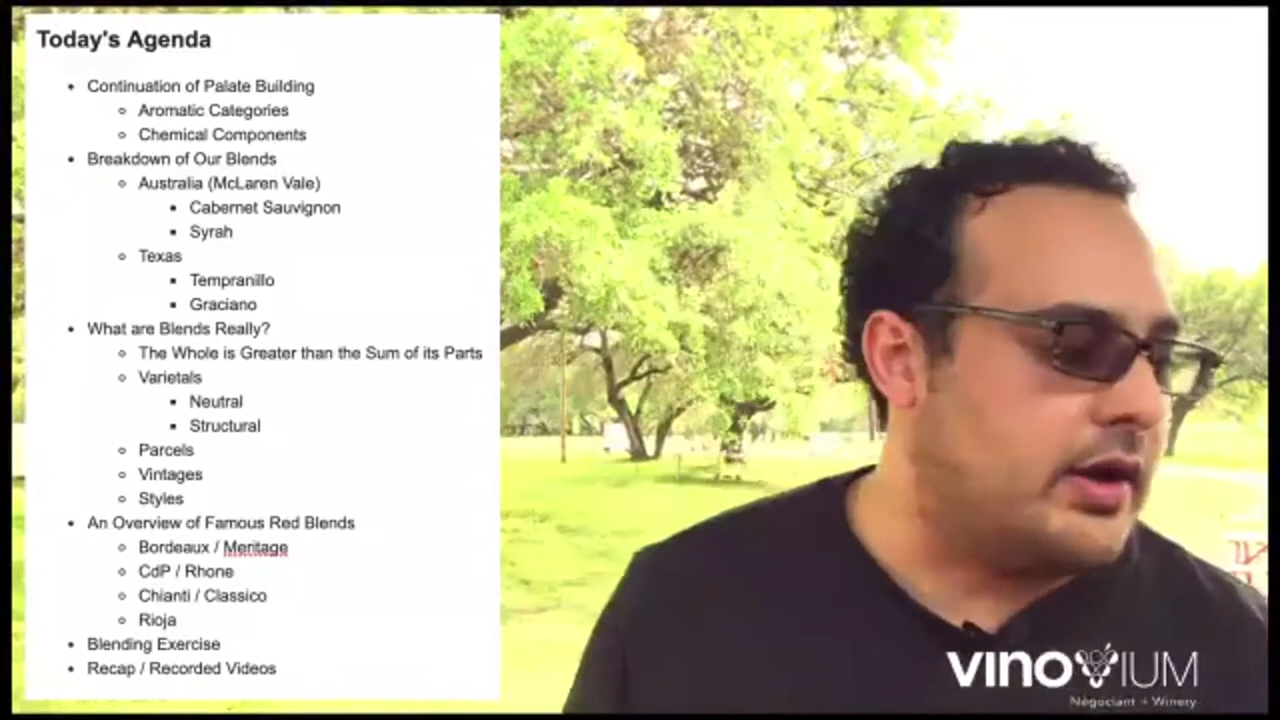 Today's Agenda
Continuation of Palate Building
Aromatic Categories
Chemical Components
Breakdown of Our Blends
Australia (McLaren Vale)
Cabernet Sauvignon
Syrah
Texas
Tempranillo
Graciano
What are Blends Really?
The Whole is Greater than the Sum of its Parts
Varietals
Neutral
Structural
Parcels
Vintages
Styles
An Overview of Famous Red Blends
Bordeaux / Meritage
CdP / Rhone
Chianti / Classico
Rioja
Blending Exercise
Recap / Recorded Videos
VINOVIUM
Négociant + Winery